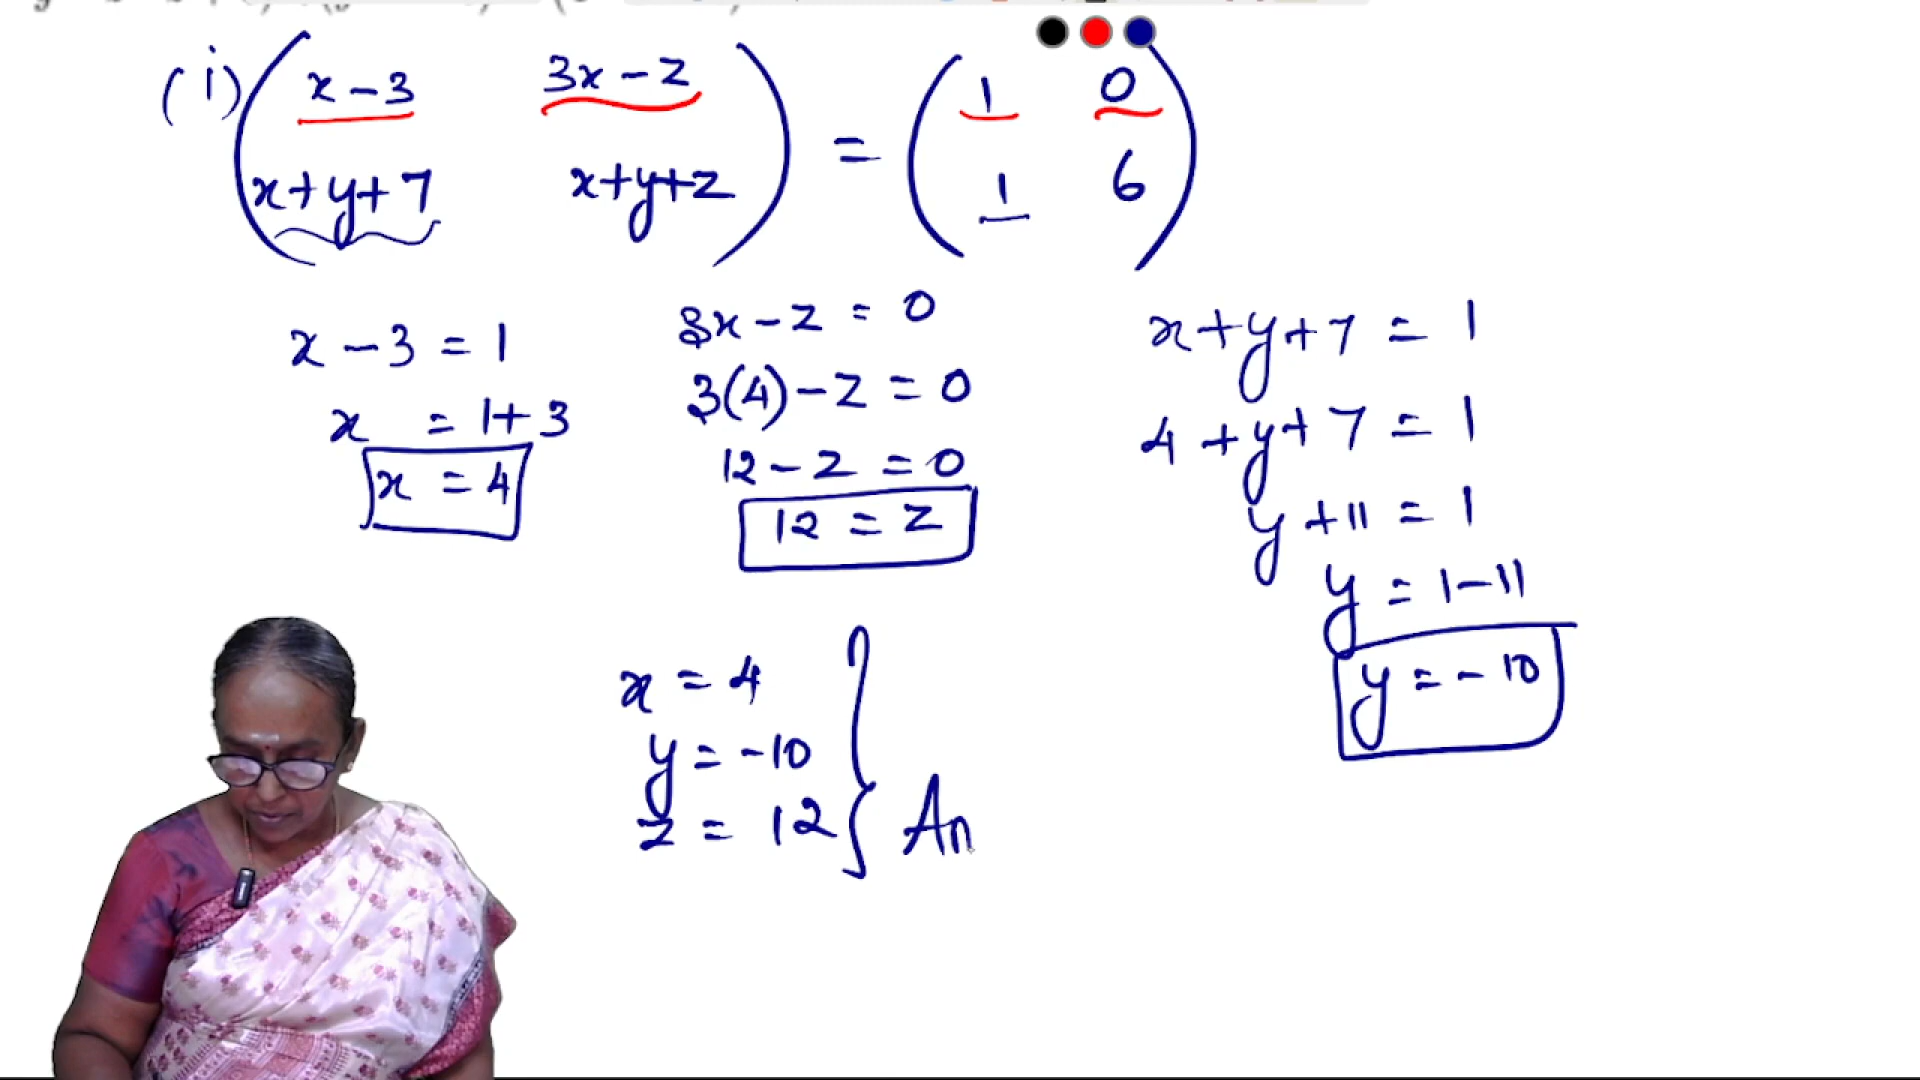 (i) ( x-3 3x-z ) = ( 1 0 )
( x+y+7 x+y+z ) ( 1 6 )
x-3 = 1
x = 1+3
x = 4
3x-z = 0
3(4)-z = 0
12-z = 0
12 = z
x+y+7 = 1
4+y+7 = 1
y+11 = 1
y = 1-11
y = -10
x = 4
y = -10
z = 12 } An